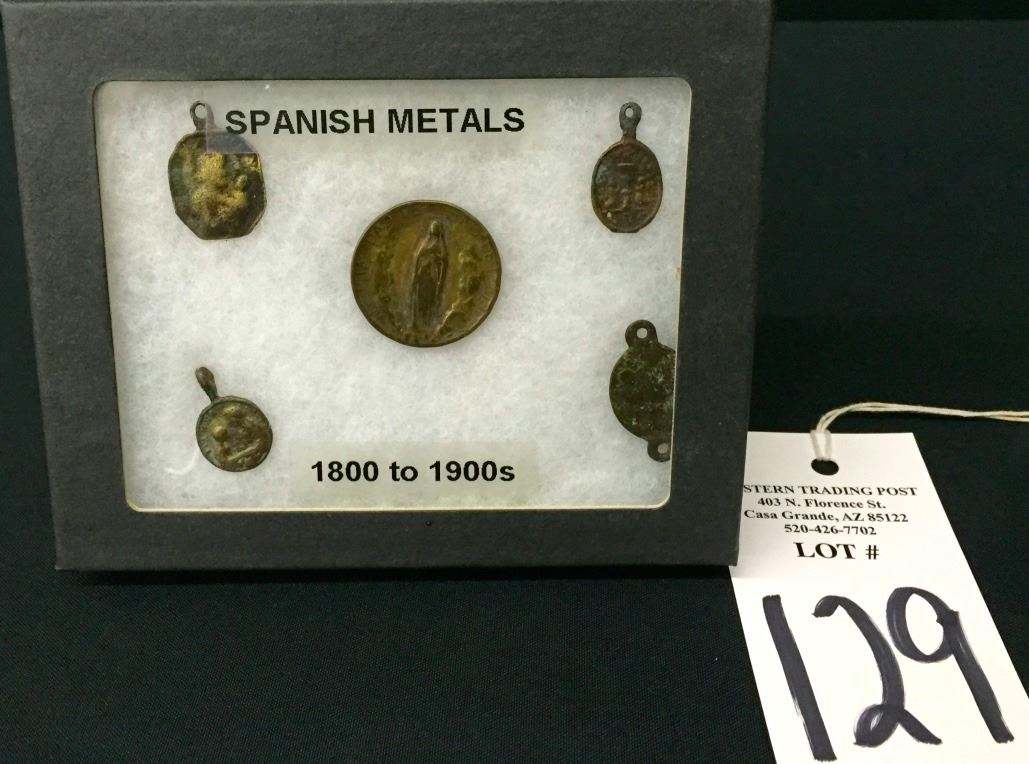 SPANISH METALS
1800 to 1900s
STERN TRADING POST
403 N. Florence St.
Casa Grande, AZ 85122
520-426-7702
LOT #
129